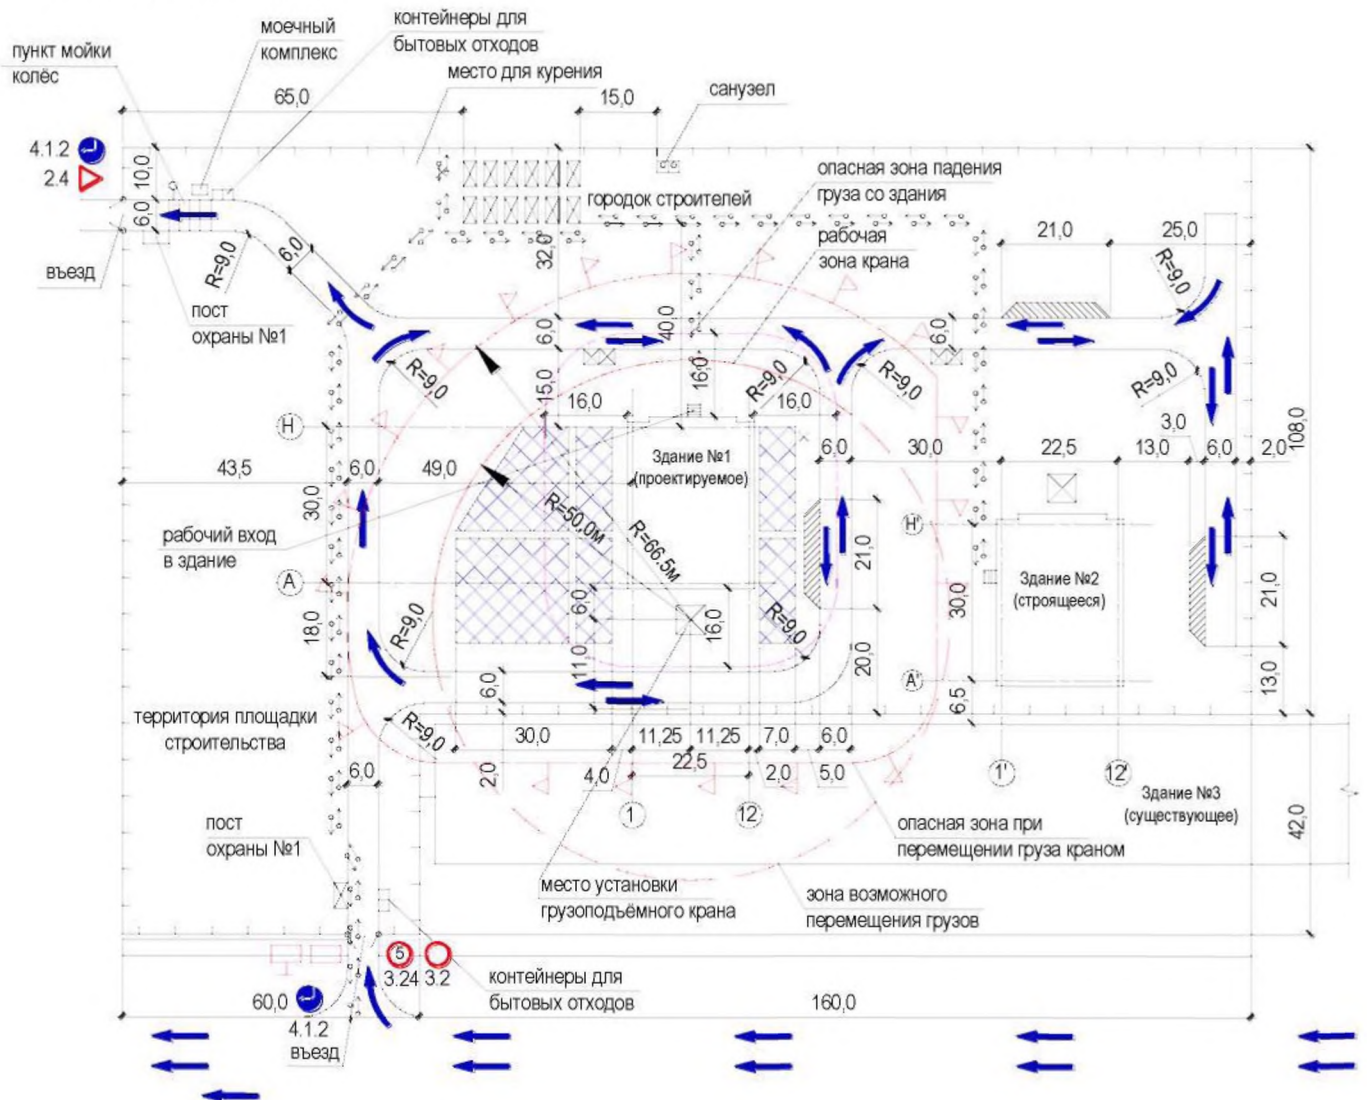 моечный
комплекс
контейнеры для
бытовых отходов
пункт мойки
колёс
место для курения
65,0
15,0
санузел
4.1.2
2.4
10,0
6,0
опасная зона падения
груза со здания
городок строителей
рабочая
зона крана
21,0
25,0
въезд
R=9,0
6,0
32,0
R=9,0
пост
охраны №1
6,0
40,0
6,0
R=9,0
15,0
16,0
R=9,0
R=9,0
R=9,0
16,0
16,0
3,0
Н
Здание №1
(проектируемое)
6,0
30,0
22,5
13,0
6,0
2,0
108,0
43,5
6,0
49,0
30,0
R=50,0м
R=66.5м
рабочий вход
в здание
Н'
21,0
А
Здание №2
(строящееся)
30,0
21,0
18,0
R=9,0
6,0
16,0
R=9,0
11,0
20,0
А'
6,5
13,0
6,0
территория площадки
строительства
R=9,0
30,0
11,25
11,25
7,0
6,0
6,0
2,0
4,0
22,5
2,0
5,0
1
12
1'
12'
Здание №3
(существующее)
42,0
пост
охраны №1
опасная зона при
перемещении груза краном
место установки
грузоподъёмного крана
зона возможного
перемещения грузов
5
3.24
3.2
контейнеры для
бытовых отходов
60,0
160,0
4.1.2
въезд